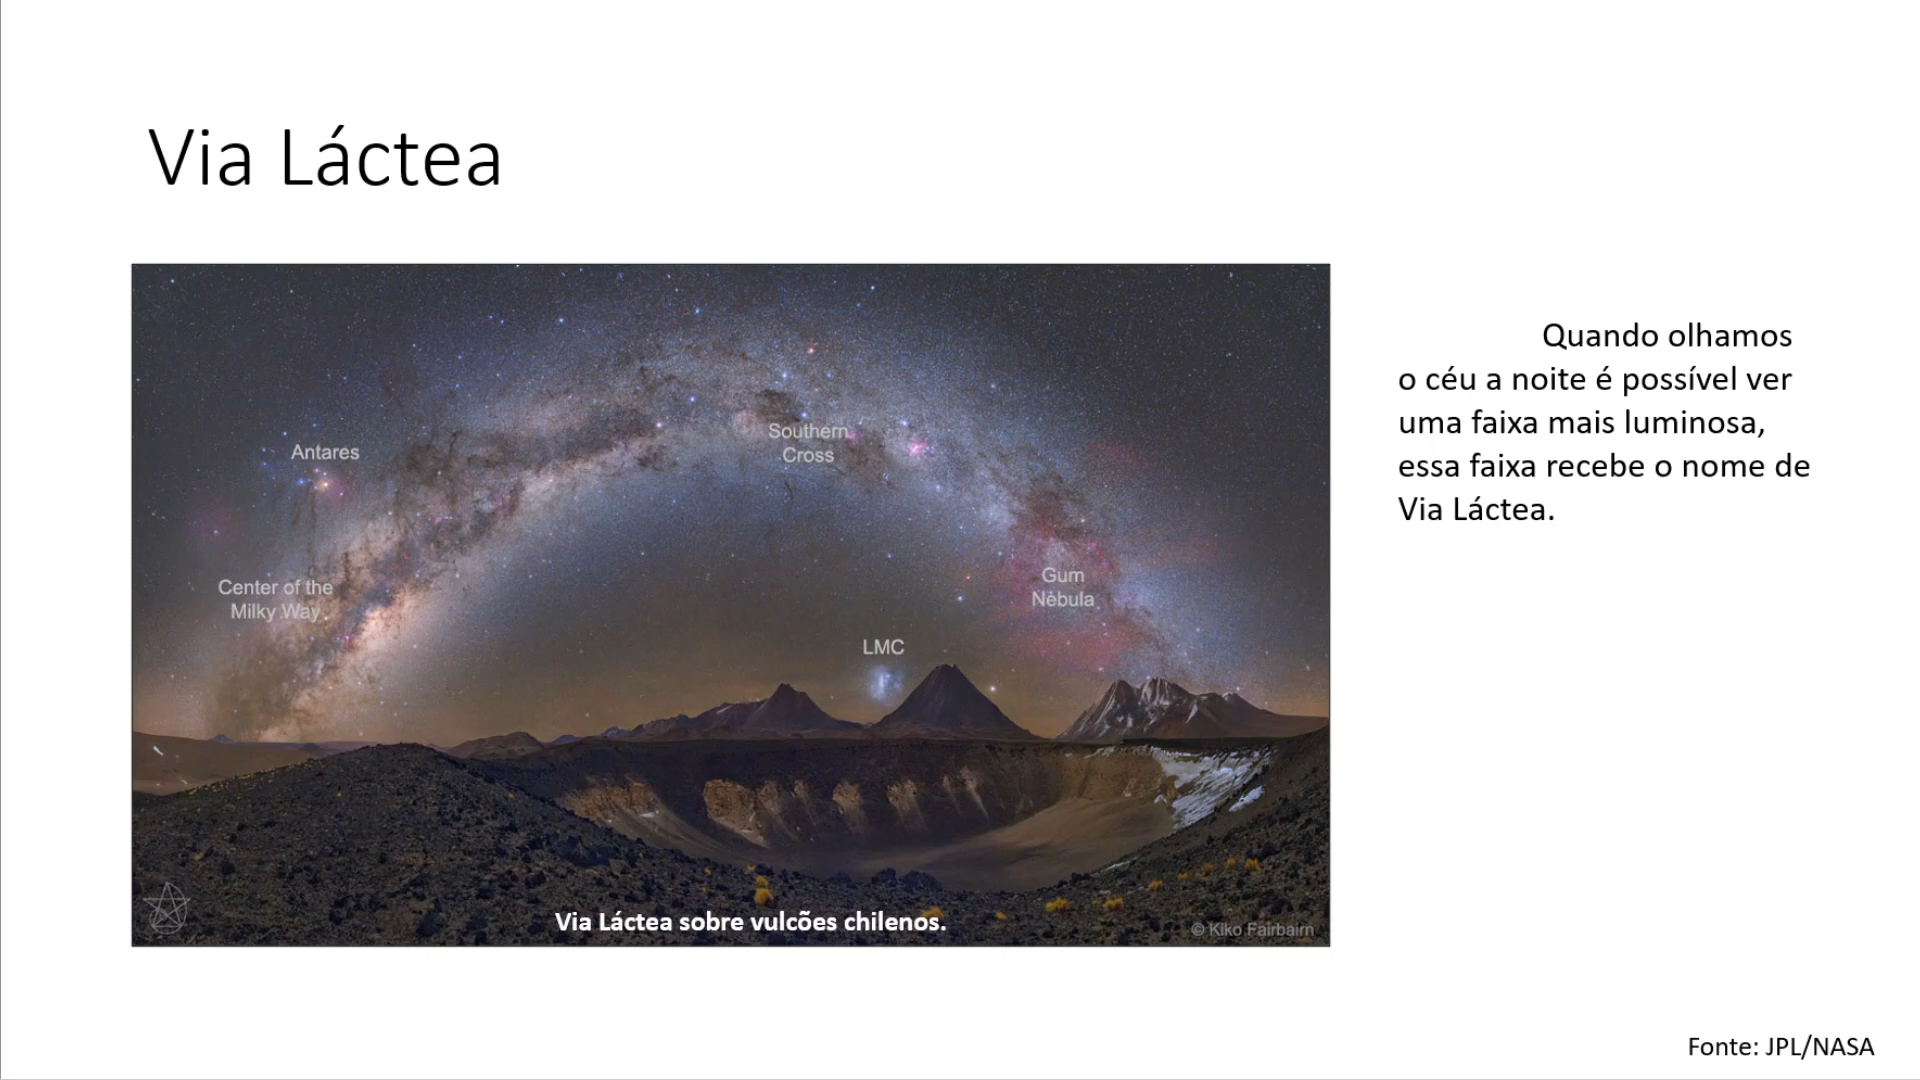 Via Láctea
Antares
Southern
Cross
Center of the
Milky Way
Gum
Nebula
LMC
Via Láctea sobre vulcões chilenos.
© Kiko Fairbairn
Quando olhamos
o céu a noite é possível ver
uma faixa mais luminosa,
essa faixa recebe o nome de
Via Láctea.
Fonte: JPL/NASA